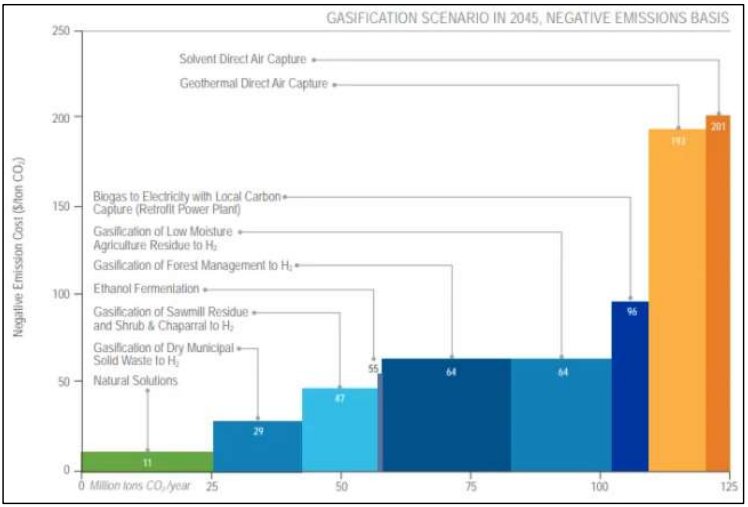 GASIFICATION SCENARIO IN 2045, NEGATIVE EMISSIONS BASIS
250
200
150
100
50
0
Negative Emission Cost ($/ton CO₂)
Solvent Direct Air Capture
Geothermal Direct Air Capture
Biogas to Electricity with Local Carbon
Capture (Retrofit Power Plant)
Gasification of Low Moisture
Agriculture Residue to H₂
Gasification of Forest Management to H₂
Ethanol Fermentation
Gasification of Sawmill Residue
and Shrub & Chaparral to H₂
Gasification of Dry Municipal
Solid Waste to H₂
Natural Solutions
11
29
47
55
64
64
96
193
201
0 Million tons CO₂/year 25 50 75 100 125